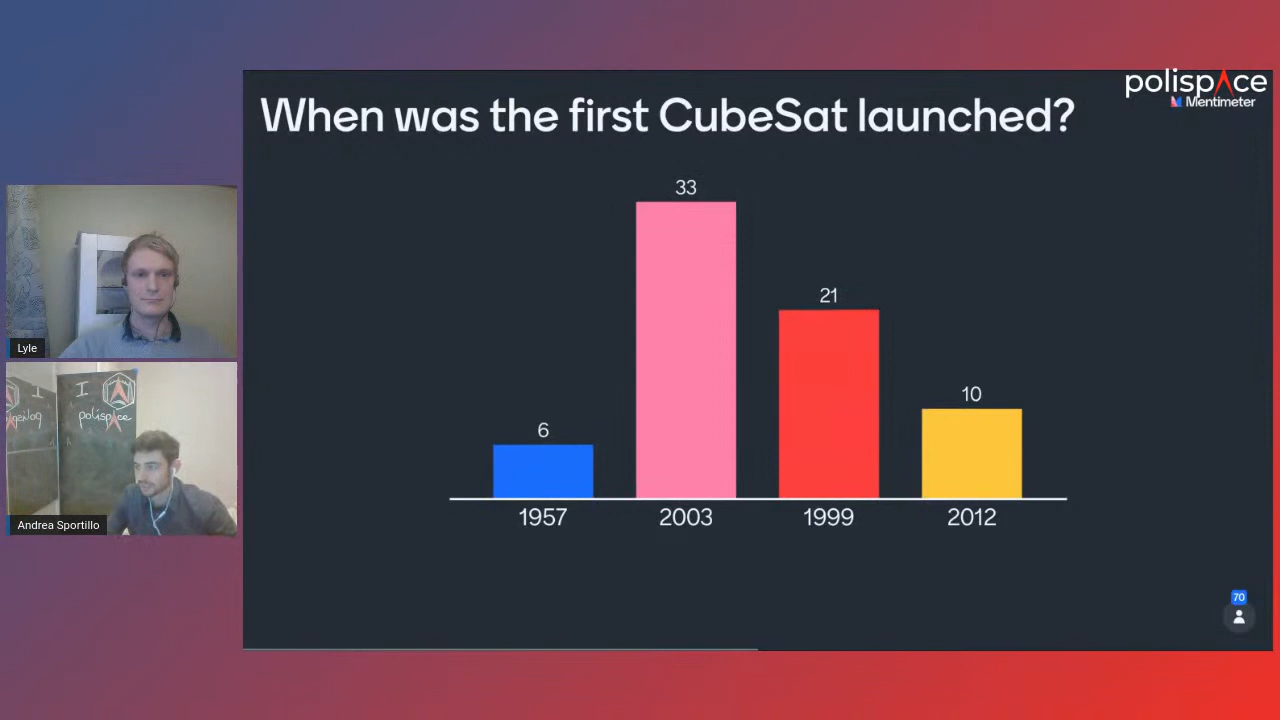 polispace
Mentimeter
When was the first CubeSat launched?
33
21
10
6
1957
2003
1999
2012
70
Lyle
polispace
Andrea Sportillo